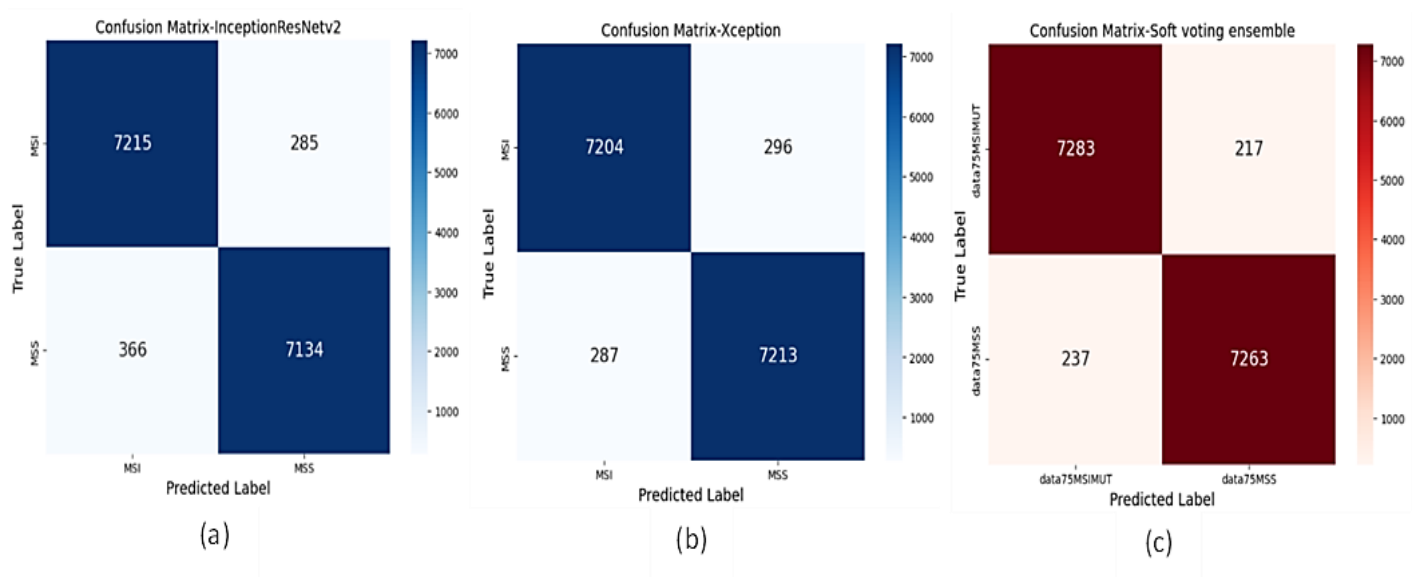 Confusion Matrix-InceptionResNetv2
7000
6000
5000
4000
3000
2000
1000
True Label
MSI
MSS
7215
285
366
7134
MSI
MSS
Predicted Label
(a)
Confusion Matrix-Xception
7000
6000
5000
4000
3000
2000
1000
True Label
MSI
MSS
7204
296
287
7213
MSI
MSS
Predicted Label
(b)
Confusion Matrix-Soft voting ensemble
7000
6000
5000
4000
3000
2000
1000
True Label
data75MSIMUT
data75MSS
7283
217
237
7263
data75MSIMUT
data75MSS
Predicted Label
(c)